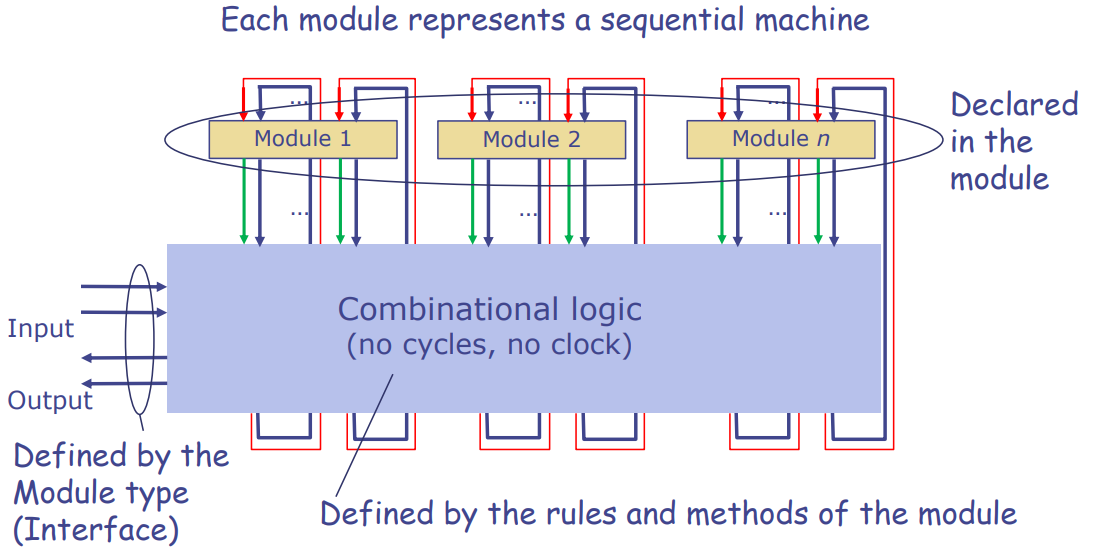 Each module represents a sequential machine
...
...
...
Module 1
Module 2
Module n
Declared
in the
module
...
...
...
Combinational logic
(no cycles, no clock)
Input
Output
Defined by the
Module type
(Interface)
Defined by the rules and methods of the module